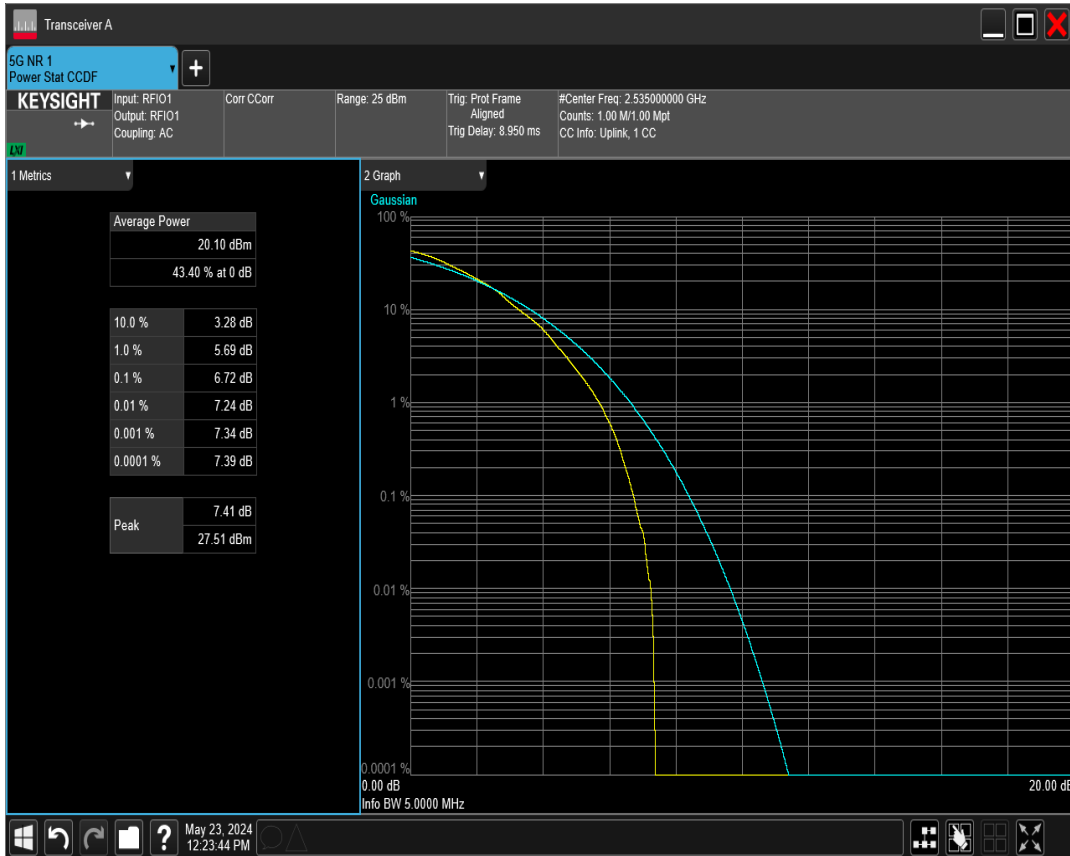 Transceiver A
5G NR 1
Power Stat CCDF
KEYSIGHT
LXI
Input: RFIO1
Output: RFIO1
Coupling: AC
Corr CCorr
Range: 25 dBm
Trig: Prot Frame
Aligned
Trig Delay: 8.950 ms
#Center Freq: 2.535000000 GHz
Counts: 1.00 M/1.00 Mpt
CC Info: Uplink, 1 CC
1 Metrics
Average Power
20.10 dBm
43.40 % at 0 dB
10.0 % 3.28 dB
1.0 % 5.69 dB
0.1 % 6.72 dB
0.01 % 7.24 dB
0.001 % 7.34 dB
0.0001 % 7.39 dB
Peak 7.41 dB
27.51 dBm
2 Graph
Gaussian
100 %
10 %
1 %
0.1 %
0.01 %
0.001 %
0.0001 %
0.00 dB 20.00 dB
Info BW 5.0000 MHz
? May 23, 2024
12:23:44 PM